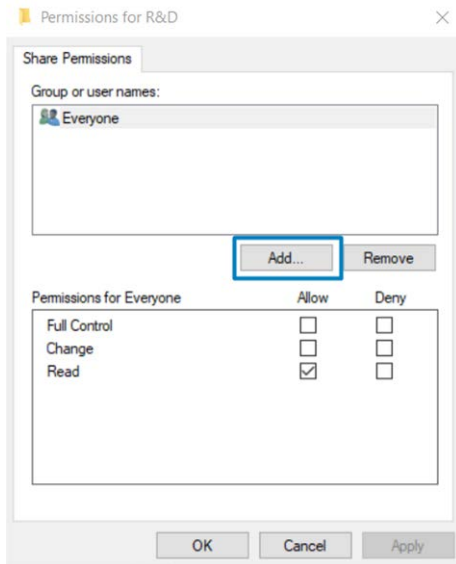 Permissions for R&D
Share Permissions
Group or user names:
Everyone
Add... Remove
Permissions for Everyone Allow Deny
Full Control
Change
Read
OK Cancel Apply